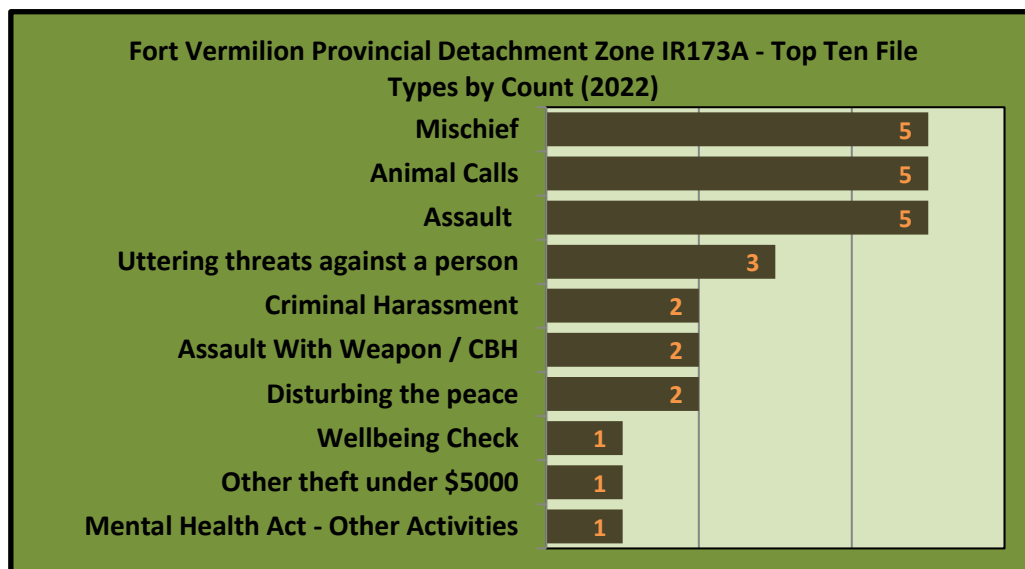 Fort Vermilion Provincial Detachment Zone IR173A - Top Ten File
Types by Count (2022)
Mischief 5
Animal Calls 5
Assault 5
Uttering threats against a person 3
Criminal Harassment 2
Assault With Weapon / CBH 2
Disturbing the peace 2
Wellbeing Check 1
Other theft under $5000 1
Mental Health Act - Other Activities 1